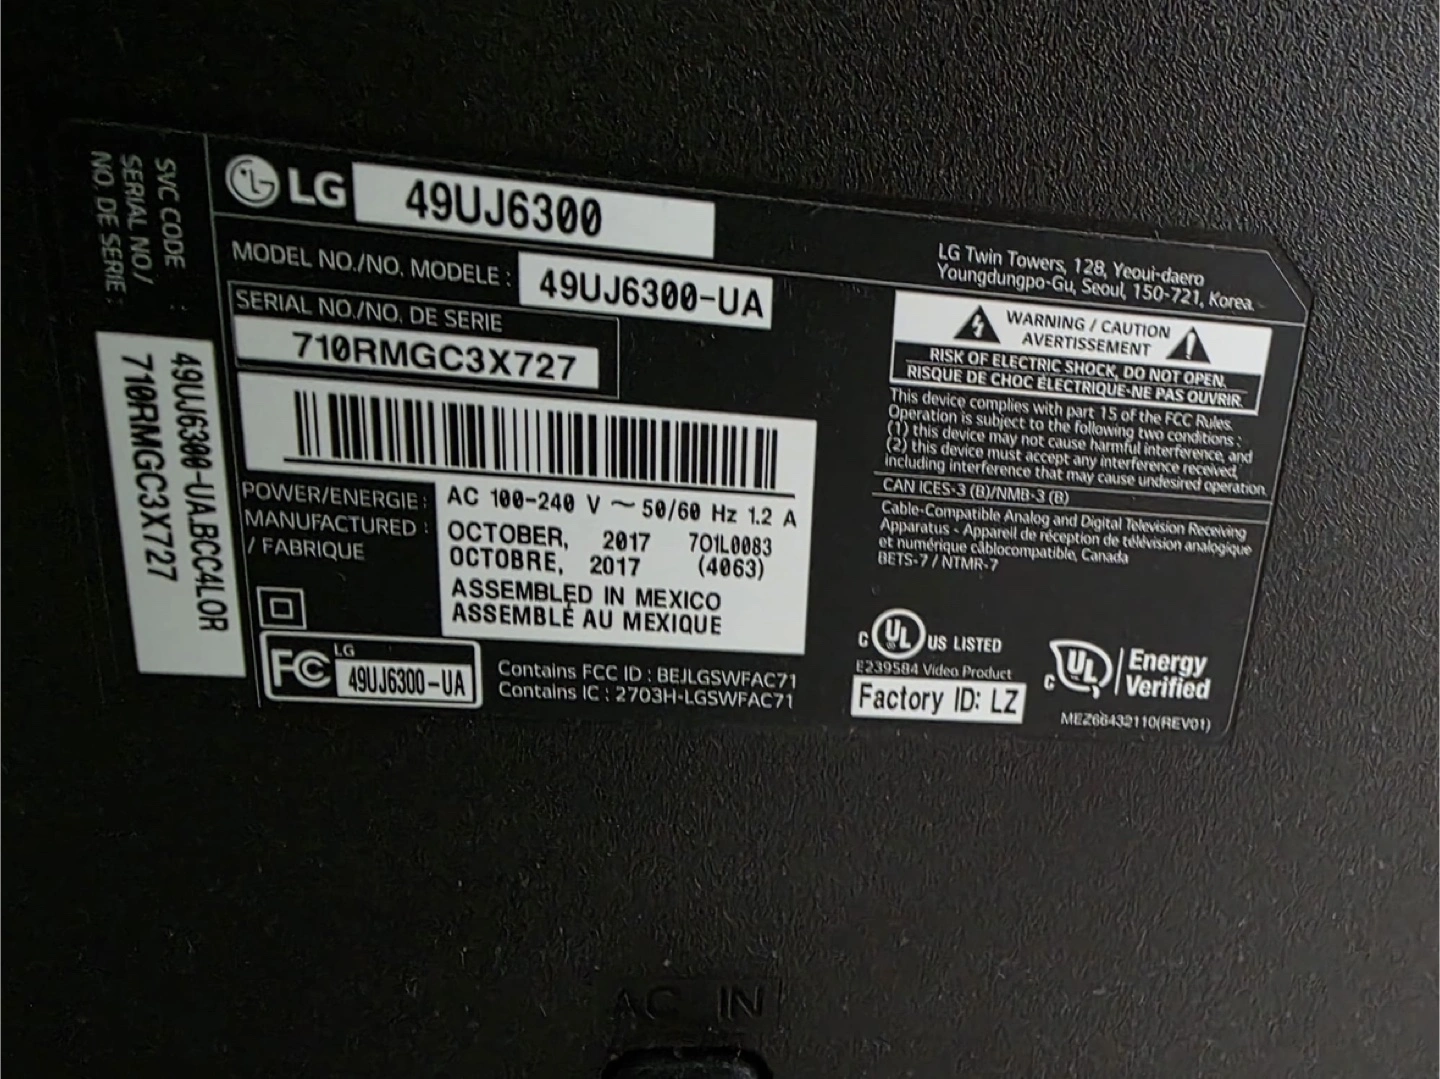 SVC CODE :
SERIAL NO./
NO. DE SERIE :
49UJ6300-UA.BCC4LOR
710RMGC3X727
LG 49UJ6300
MODEL NO./NO. MODELE : 49UJ6300-UA
SERIAL NO./NO. DE SERIE
710RMGC3X727
POWER/ENERGIE : AC 100-240 V ~ 50/60 Hz 1.2 A
MANUFACTURED : OCTOBER, 2017 701L0083
/ FABRIQUE OCTOBRE, 2017 (4063)
ASSEMBLED IN MEXICO
ASSEMBLÉ AU MEXIQUE
FC LG
49UJ6300-UA
Contains FCC ID : BEJLGSWFAC71
Contains IC : 2703H-LGSWFAC71
LG Twin Towers, 128, Yeoui-daero
Youngdungpo-Gu, Seoul, 150-721, Korea
WARNING / CAUTION
AVERTISSEMENT
RISK OF ELECTRIC SHOCK, DO NOT OPEN.
RISQUE DE CHOC ÉLECTRIQUE-NE PAS OUVRIR.
This device complies with part 15 of the FCC Rules.
Operation is subject to the following two conditions :
(1) this device may not cause harmful interference, and
(2) this device must accept any interference received,
including interference that may cause undesired operation.
CAN ICES-3 (B)/NMB-3 (B)
Cable-Compatible Analog and Digital Television Receiving
Apparatus - Appareil de réception de télévision analogique
et numérique câblocompatible, Canada
BETS-7 / NTMR-7
C UL US LISTED
E239584 Video Product
Factory ID: LZ
C UL Energy
Verified
MEZ66432110(REV01)
AC IN